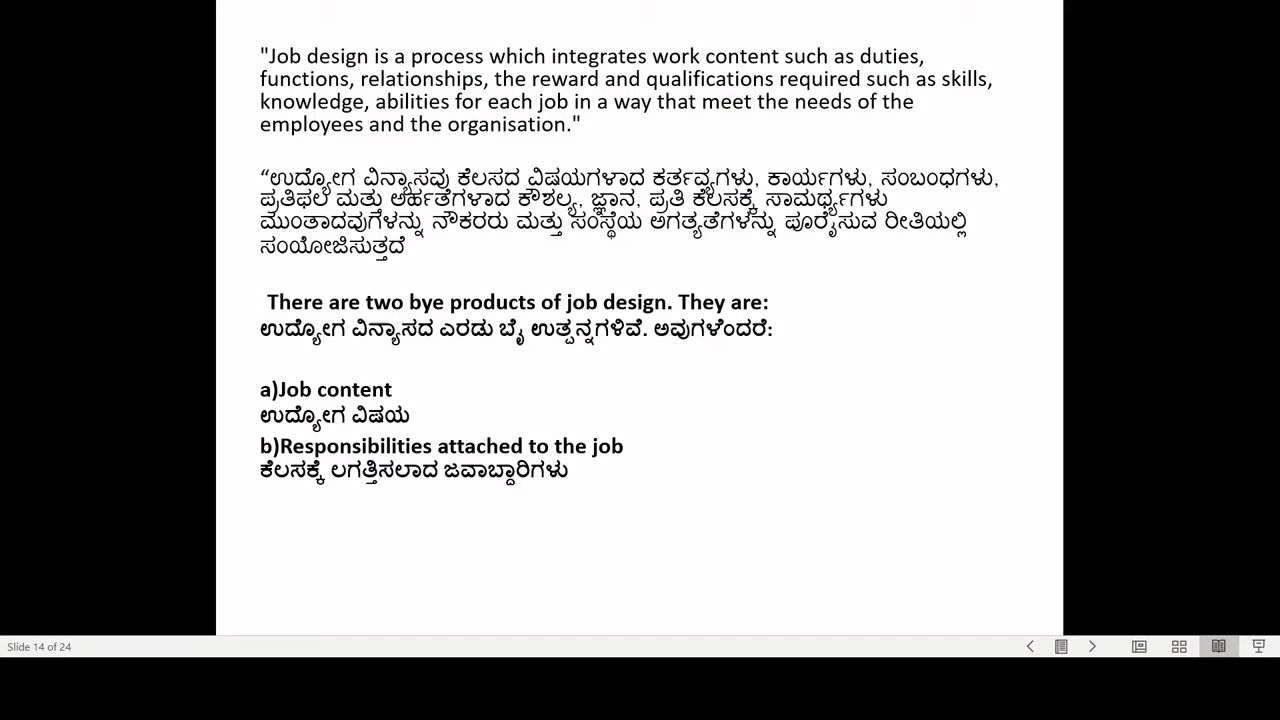 "Job design is a process which integrates work content such as duties,
functions, relationships, the reward and qualifications required such as skills,
knowledge, abilities for each job in a way that meet the needs of the
employees and the organisation."
“ಉದ್ಯೋಗ ವಿನ್ಯಾಸವು ಕೆಲಸದ ವಿಷಯಗಳಾದ ಕರ್ತವ್ಯಗಳು, ಕಾರ್ಯಗಳು, ಸಂಬಂಧಗಳು,
ಪ್ರತಿಫಲ ಮತ್ತು ಅರ್ಹತೆಗಳಾದ ಕೌಶಲ್ಯ, ಜ್ಞಾನ, ಪ್ರತಿ ಕೆಲಸಕ್ಕೆ ಸಾಮರ್ಥ್ಯಗಳು
ಮುಂತಾದವುಗಳನ್ನು ನೌಕರರು ಮತ್ತು ಸಂಸ್ಥೆಯ ಅಗತ್ಯತೆಗಳನ್ನು ಪೂರೈಸುವ ರೀತಿಯಲ್ಲಿ
ಸಂಯೋಜಿಸುತ್ತದೆ
There are two bye products of job design. They are:
ಉದ್ಯೋಗ ವಿನ್ಯಾಸದ ಎರಡು ಬೈ ಉತ್ಪನ್ನಗಳಿವೆ. ಅವುಗಳೆಂದರೆ:
a)Job content
ಉದ್ಯೋಗ ವಿಷಯ
b)Responsibilities attached to the job
ಕೆಲಸಕ್ಕೆ ಲಗತ್ತಿಸಲಾದ ಜವಾಬ್ದಾರಿಗಳು
Slide 14 of 24